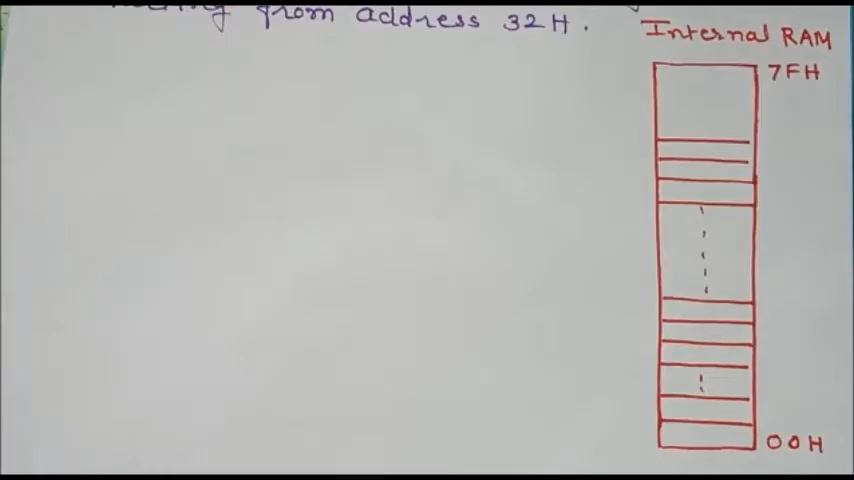 from address 32H.
Internal RAM
7FH
00H